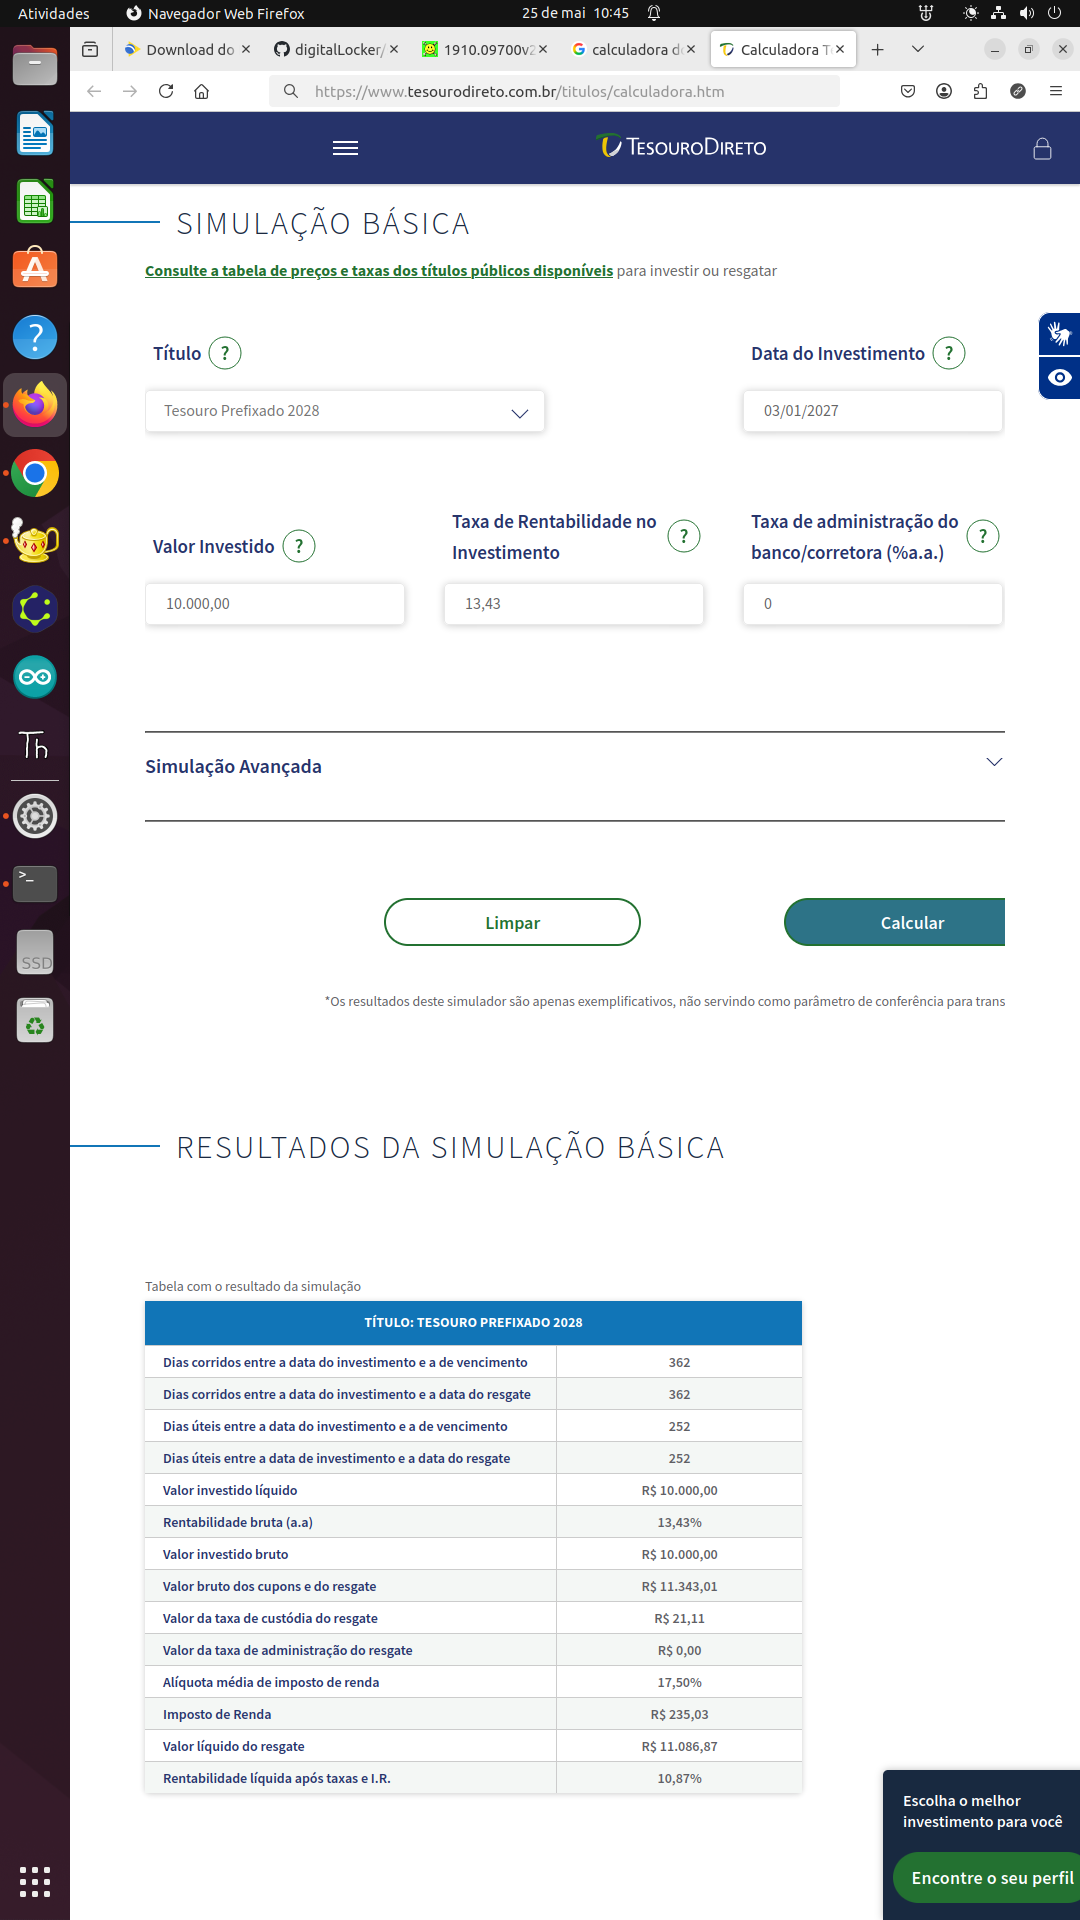 Atividades
Navegador Web Firefox
25 de mai 10:45
Download do
digitalLocker/
1910.09700v2
calculadora d
Calculadora T
https://www.tesourodireto.com.br/titulos/calculadora.htm
TESOURODIRETO
SIMULAÇÃO BÁSICA
Consulte a tabela de preços e taxas dos títulos públicos disponíveis para investir ou resgatar
Título ?
Data do Investimento ?
Tesouro Prefixado 2028
03/01/2027
Valor Investido ?
Taxa de Rentabilidade no
Investimento
?
Taxa de administração do
banco/corretora (%a.a.)
?
10.000,00
13,43
0
Simulação Avançada
Limpar
Calcular
*Os resultados deste simulador são apenas exemplificativos, não servindo como parâmetro de conferência para trans
RESULTADOS DA SIMULAÇÃO BÁSICA
Tabela com o resultado da simulação
TÍTULO: TESOURO PREFIXADO 2028
Dias corridos entre a data do investimento e a de vencimento 362
Dias corridos entre a data do investimento e a data do resgate 362
Dias úteis entre a data do investimento e a de vencimento 252
Dias úteis entre a data de investimento e a data do resgate 252
Valor investido líquido R$ 10.000,00
Rentabilidade bruta (a.a) 13,43%
Valor investido bruto R$ 10.000,00
Valor bruto dos cupons e do resgate R$ 11.343,01
Valor da taxa de custódia do resgate R$ 21,11
Valor da taxa de administração do resgate R$ 0,00
Alíquota média de imposto de renda 17,50%
Imposto de Renda R$ 235,03
Valor líquido do resgate R$ 11.086,87
Rentabilidade líquida após taxas e I.R. 10,87%
Escolha o melhor
investimento para você
Encontre o seu perfil
?
Th
>_
SSD